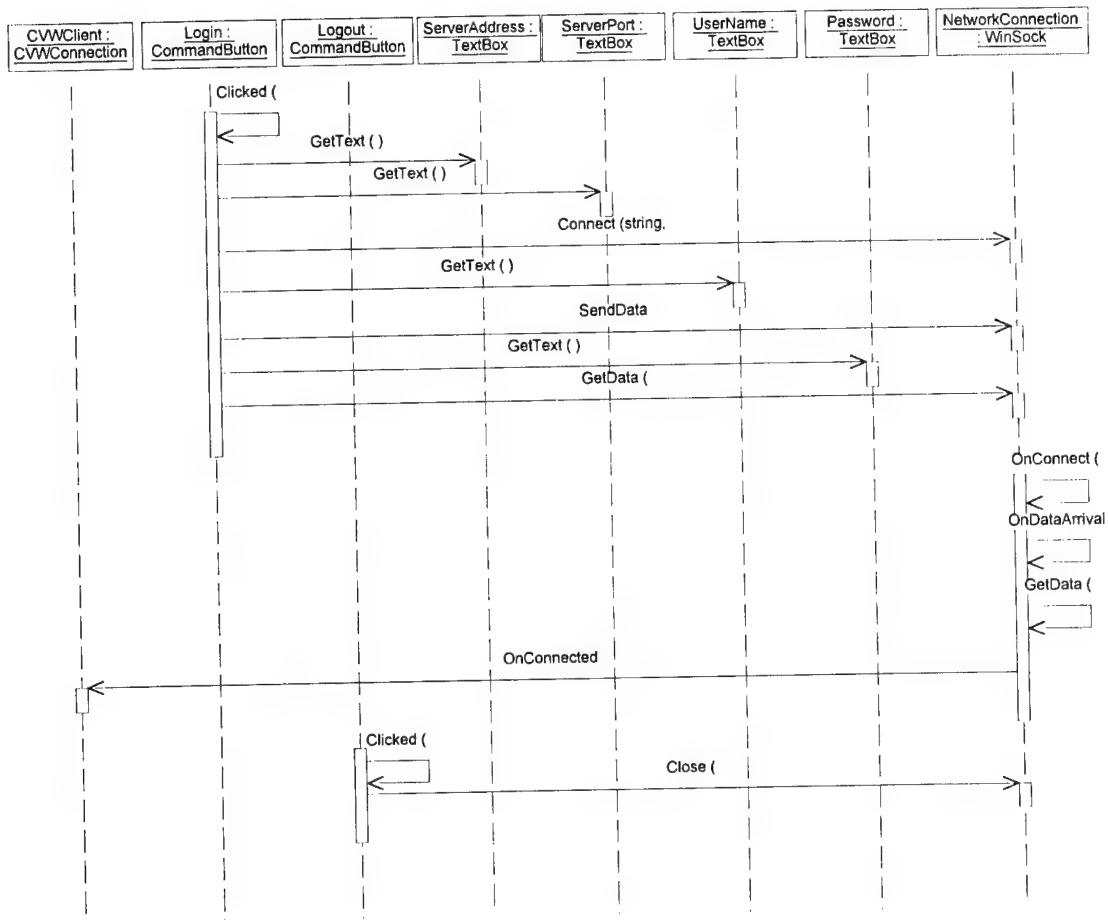 CVWClient :
CVWConnection
Login :
CommandButton
Logout :
CommandButton
ServerAddress :
TextBox
ServerPort :
TextBox
UserName :
TextBox
Password :
TextBox
NetworkConnection
: WinSock
Clicked (
GetText ( )
GetText ( )
Connect (string,
GetText ( )
SendData
GetText ( )
GetData (
OnConnect (
OnDataArrival
GetData (
OnConnected
Clicked (
Close (